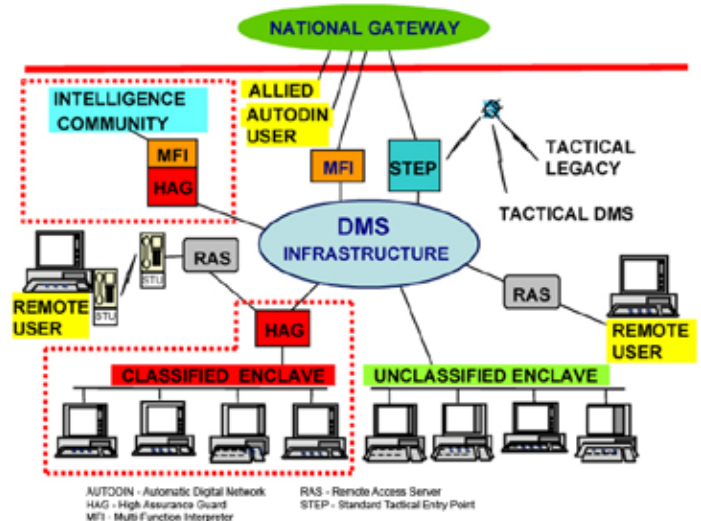 NATIONAL GATEWAY
INTELLIGENCE
COMMUNITY
MFI
HAG
ALLIED
AUTODIN
USER
MFI
STEP
TACTICAL
LEGACY
TACTICAL DMS
DMS
INFRASTRUCTURE
RAS
STU
STU
REMOTE
USER
HAG
RAS
REMOTE
USER
CLASSIFIED ENCLAVE
UNCLASSIFIED ENCLAVE
AUTODIN - Automatic Digital Network
HAG - High Assurance Guard
MFI - Multi Function Interpreter
RAS - Remote Access Server
STEP - Standard Tactical Entry Point